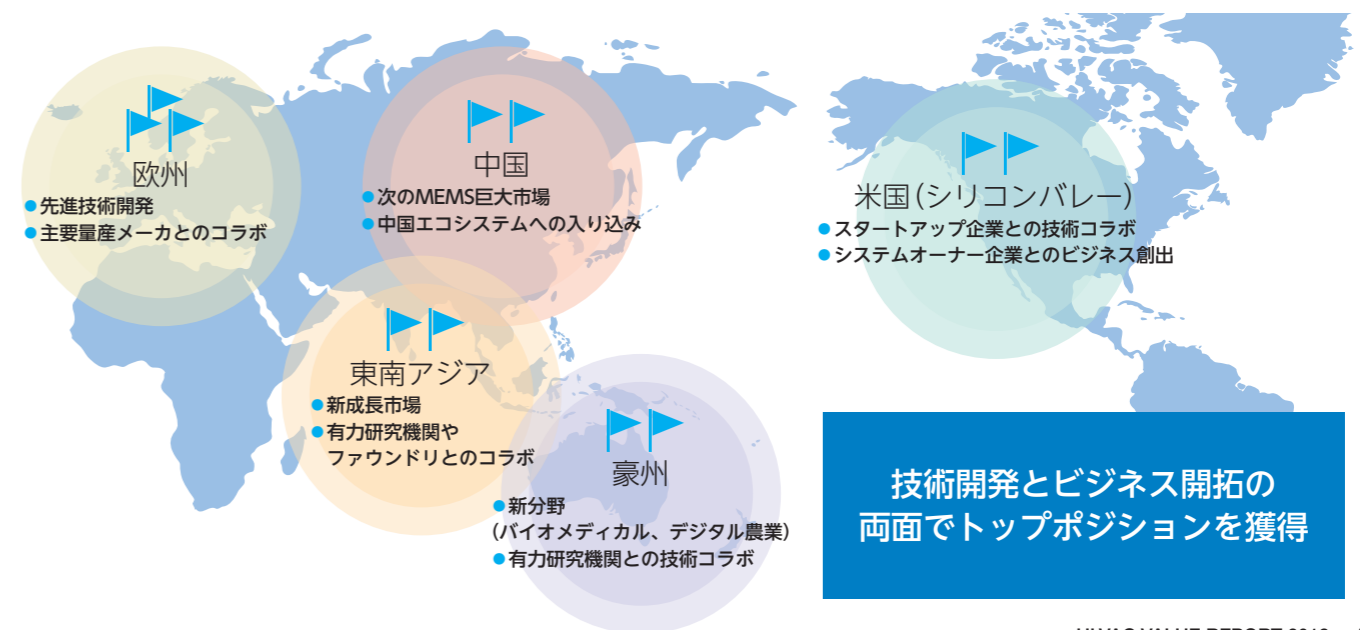 欧州
●先進技術開発
●主要量産メーカとのコラボ
中国
●次のMEMS巨大市場
●中国エコシステムへの入り込み
米国(シリコンバレー)
●スタートアップ企業との技術コラボ
●システムオーナー企業とのビジネス創出
東南アジア
●新成長市場
●有力研究機関や
ファウンドリとのコラボ
豪州
●新分野
(バイオメディカル、デジタル農業)
●有力研究機関との技術コラボ
技術開発とビジネス開拓の
両面でトップポジションを獲得